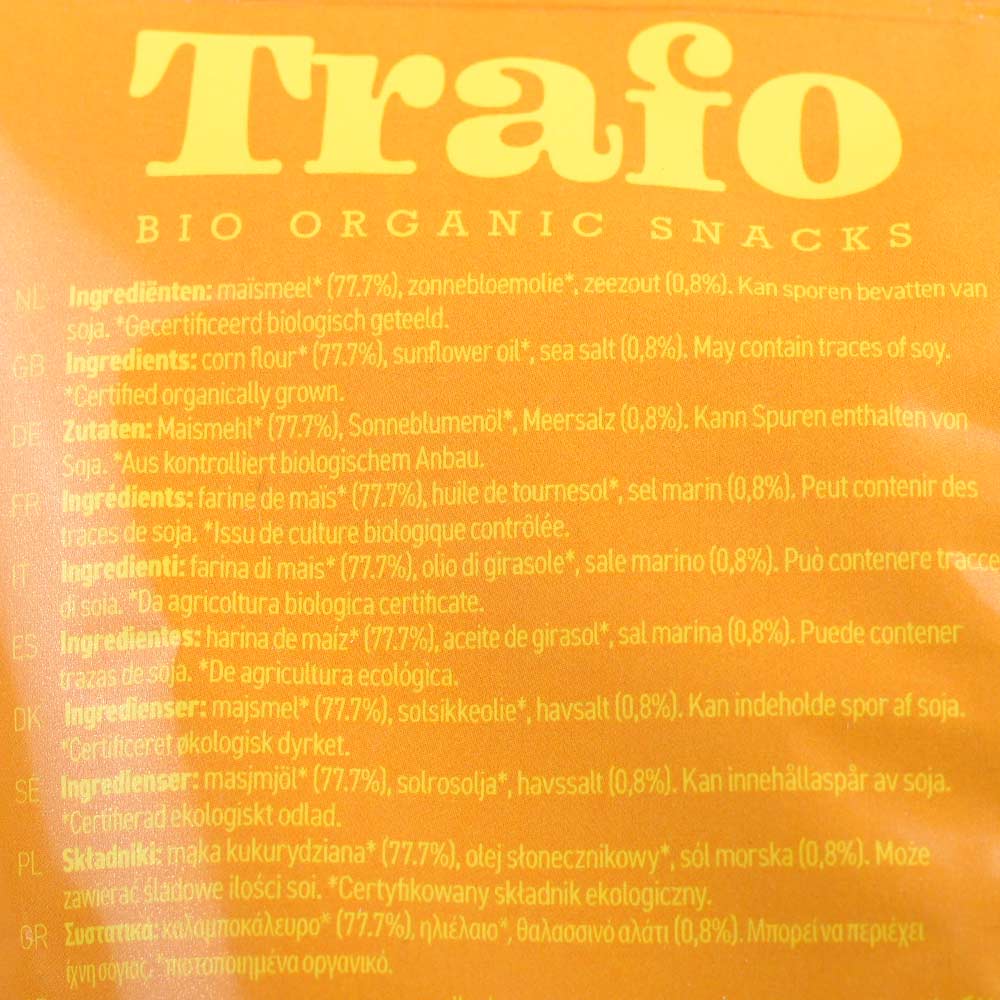 Trafo
BIO ORGANIC SNACKS
NL Ingrediënten: maïsmeel* (77.7%), zonnebloemolie*, zeezout (0,8%). Kan sporen bevatten van
soja. *Gecertificeerd biologisch geteeld.
GB Ingredients: corn flour* (77.7%), sunflower oil*, sea salt (0,8%). May contain traces of soy.
*Certified organically grown.
DE Zutaten: Maismehl* (77.7%), Sonneblumenöl*, Meersalz (0,8%). Kann Spuren enthalten von
Soja. *Aus kontrolliert biologischem Anbau.
FR Ingrédients: farine de maïs* (77.7%), huile de tournesol*, sel marin (0,8%). Peut contenir des
traces de soja. *Issu de culture biologique contrôlée.
IT Ingredienti: farina di mais* (77.7%), olio di girasole*, sale marino (0,8%). Può contenere tracce
di soia. *Da agricoltura biologica certificate.
ES Ingredientes: harina de maíz* (77.7%), aceite de girasol*, sal marina (0,8%). Puede contener
trazas de soja. *De agricultura ecológica.
DK Ingredienser: majsmel* (77.7%), solsikkeolie*, havsalt (0,8%). Kan indeholde spor af soja.
*Certificeret økologisk dyrket.
SE Ingredienser: masjmjöl* (77.7%), solrosolja*, havssalt (0,8%). Kan innehållaspår av soja.
*Certifierad ekologiskt odlad.
PL Składniki: mąka kukurydziana* (77.7%), olej słonecznikowy*, sól morska (0,8%). Może
zawierać śladowe ilości soi. *Certyfikowany składnik ekologiczny.
GR Συστατικά: καλαμποκάλευρο* (77.7%), ηλιέλαιο*, θαλασσινό αλάτι (0,8%). Μπορεί να περιέχει
ίχνη σόγιας. *πιστοποιημένα οργανικό.